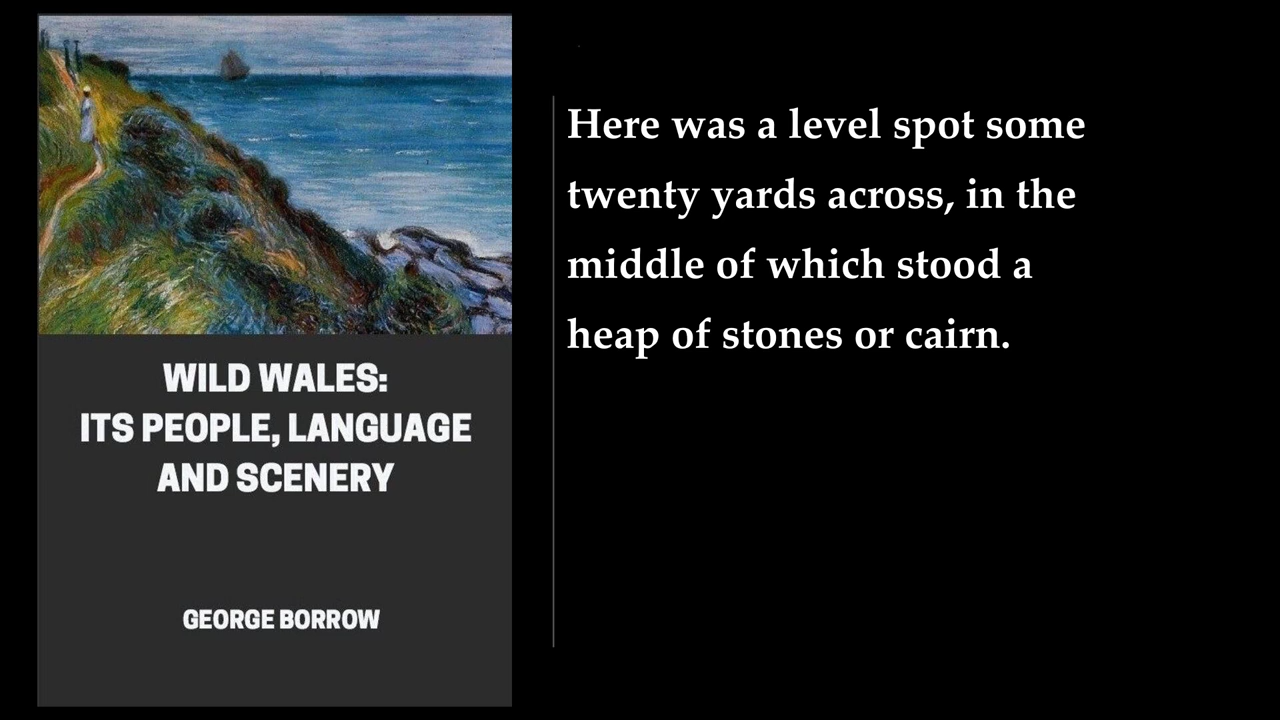 WILD WALES:
ITS PEOPLE, LANGUAGE
AND SCENERY
GEORGE BORROW
Here was a level spot some
twenty yards across, in the
middle of which stood a
heap of stones or cairn.